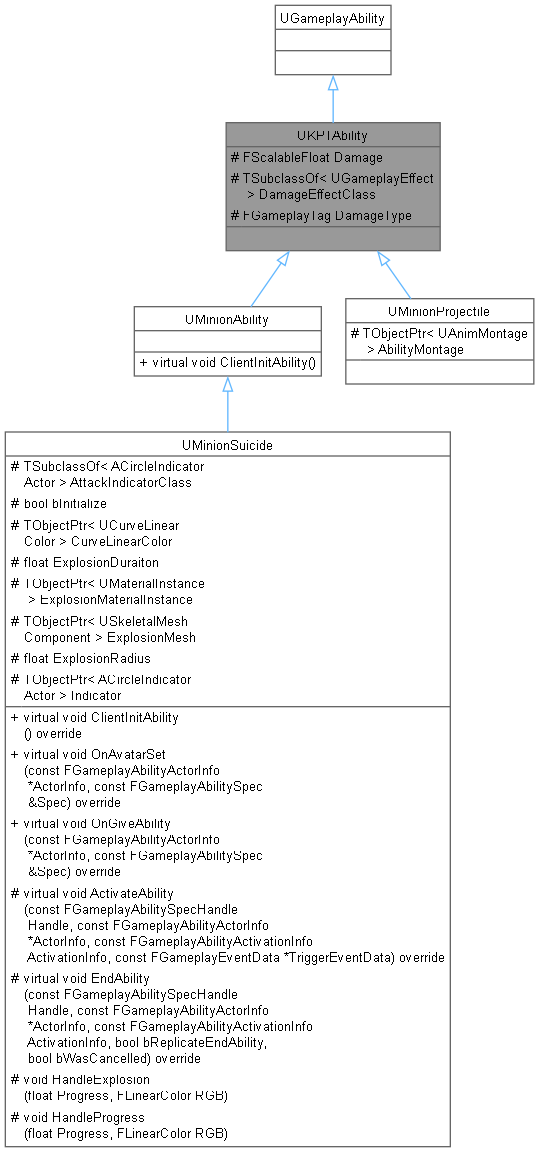 UGameplayAbility
UKPTAbility
# FScalableFloat Damage
# TSubclassOf< UGameplayEffect
> DamageEffectClass
# FGameplayTag DamageType
UMinionAbility
+ virtual void ClientInitAbility()
UMinionProjectile
# TObjectPtr< UAnimMontage
> AbilityMontage
UMinionSuicide
# TSubclassOf< ACircleIndicator
Actor > AttackIndicatorClass
# bool bInitialize
# TObjectPtr< UCurveLinear
Color > CurveLinearColor
# float ExplosionDuraiton
# TObjectPtr< UMaterialInstance
> ExplosionMaterialInstance
# TObjectPtr< USkeletalMesh
Component > ExplosionMesh
# float ExplosionRadius
# TObjectPtr< ACircleIndicator
Actor > Indicator
+ virtual void ClientInitAbility
() override
+ virtual void OnAvatarSet
(const FGameplayAbilityActorInfo
*ActorInfo, const FGameplayAbilitySpec
&Spec) override
+ virtual void OnGiveAbility
(const FGameplayAbilityActorInfo
*ActorInfo, const FGameplayAbilitySpec
&Spec) override
# virtual void ActivateAbility
(const FGameplayAbilitySpecHandle
Handle, const FGameplayAbilityActorInfo
*ActorInfo, const FGameplayAbilityActivationInfo
ActivationInfo, const FGameplayEventData *TriggerEventData) override
# virtual void EndAbility
(const FGameplayAbilitySpecHandle
Handle, const FGameplayAbilityActorInfo
*ActorInfo, const FGameplayAbilityActivationInfo
ActivationInfo, bool bReplicateEndAbility,
bool bWasCancelled) override
# void HandleExplosion
(float Progress, FLinearColor RGB)
# void HandleProgress
(float Progress, FLinearColor RGB)